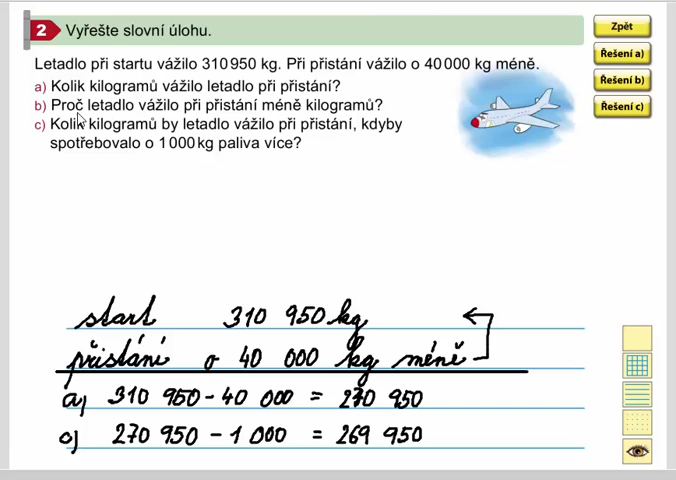 2 Vyřešte slovní úlohu.
Zpět
Letadlo při startu vážilo 310 950 kg. Při přistání vážilo o 40 000 kg méně.
Řešení a)
a) Kolik kilogramů vážilo letadlo při přistání?
Řešení b)
b) Proč letadlo vážilo při přistání méně kilogramů?
Řešení c)
c) Kolik kilogramů by letadlo vážilo při přistání, kdyby
spotřebovalo o 1 000 kg paliva více?
start 310 950 kg
přistání o 40 000 kg méně
a) 310 950 - 40 000 = 270 950
c) 270 950 - 1 000 = 269 950